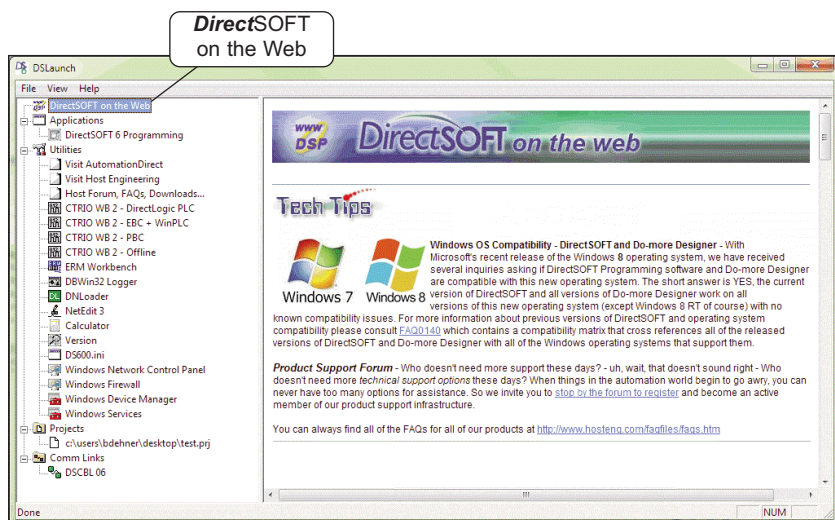 DirectSOFT
on the Web
DSLaunch
File View Help
DirectSOFT on the Web
Applications
DirectSOFT 6 Programming
Utilities
Visit AutomationDirect
Visit Host Engineering
Host Forum, FAQs, Downloads...
CTRIO WB 2 - DirectLogic PLC
CTRIO WB 2 - EBC + WinPLC
CTRIO WB 2 - PBC
CTRIO WB 2 - Offline
ERM Workbench
DBWin32 Logger
DL DNLoader
NetEdit 3
Calculator
Version
DS600.ini
Windows Network Control Panel
Windows Firewall
Windows Device Manager
Windows Services
Projects
c:\users\bdehner\desktop\test.prj
Comm Links
DSCBL 06
www
DSP
DirectSOFT on the web
Tech Tips
Windows 7
Windows 8
Windows OS Compatibility - DirectSOFT and Do-more Designer - With
Microsoft's recent release of the Windows 8 operating system, we have received
several inquiries asking if DirectSOFT Programming software and Do-more Designer
are compatible with this new operating system. The short answer is YES, the current
version of DirectSOFT and all versions of Do-more Designer work on all
versions of this new operating system (except Windows 8 RT of course) with no
known compatibility issues. For more information about previous versions of DirectSOFT and operating system
compatibility please consult FAQ0140 which contains a compatibility matrix that cross references all of the released
versions of DirectSOFT and Do-more Designer with all of the Windows operating systems that support them.
Product Support Forum - Who doesn't need more support these days? - uh, wait, that doesn't sound right - Who
doesn't need more technical support options these days? When things in the automation world begin to go awry, you can
never have too many options for assistance. So we invite you to stop by the forum to register and become an active
member of our product support infrastructure.
You can always find all of the FAQs for all of our products at http://www.hosteng.com/faqfiles/faqs.htm
Done
NUM